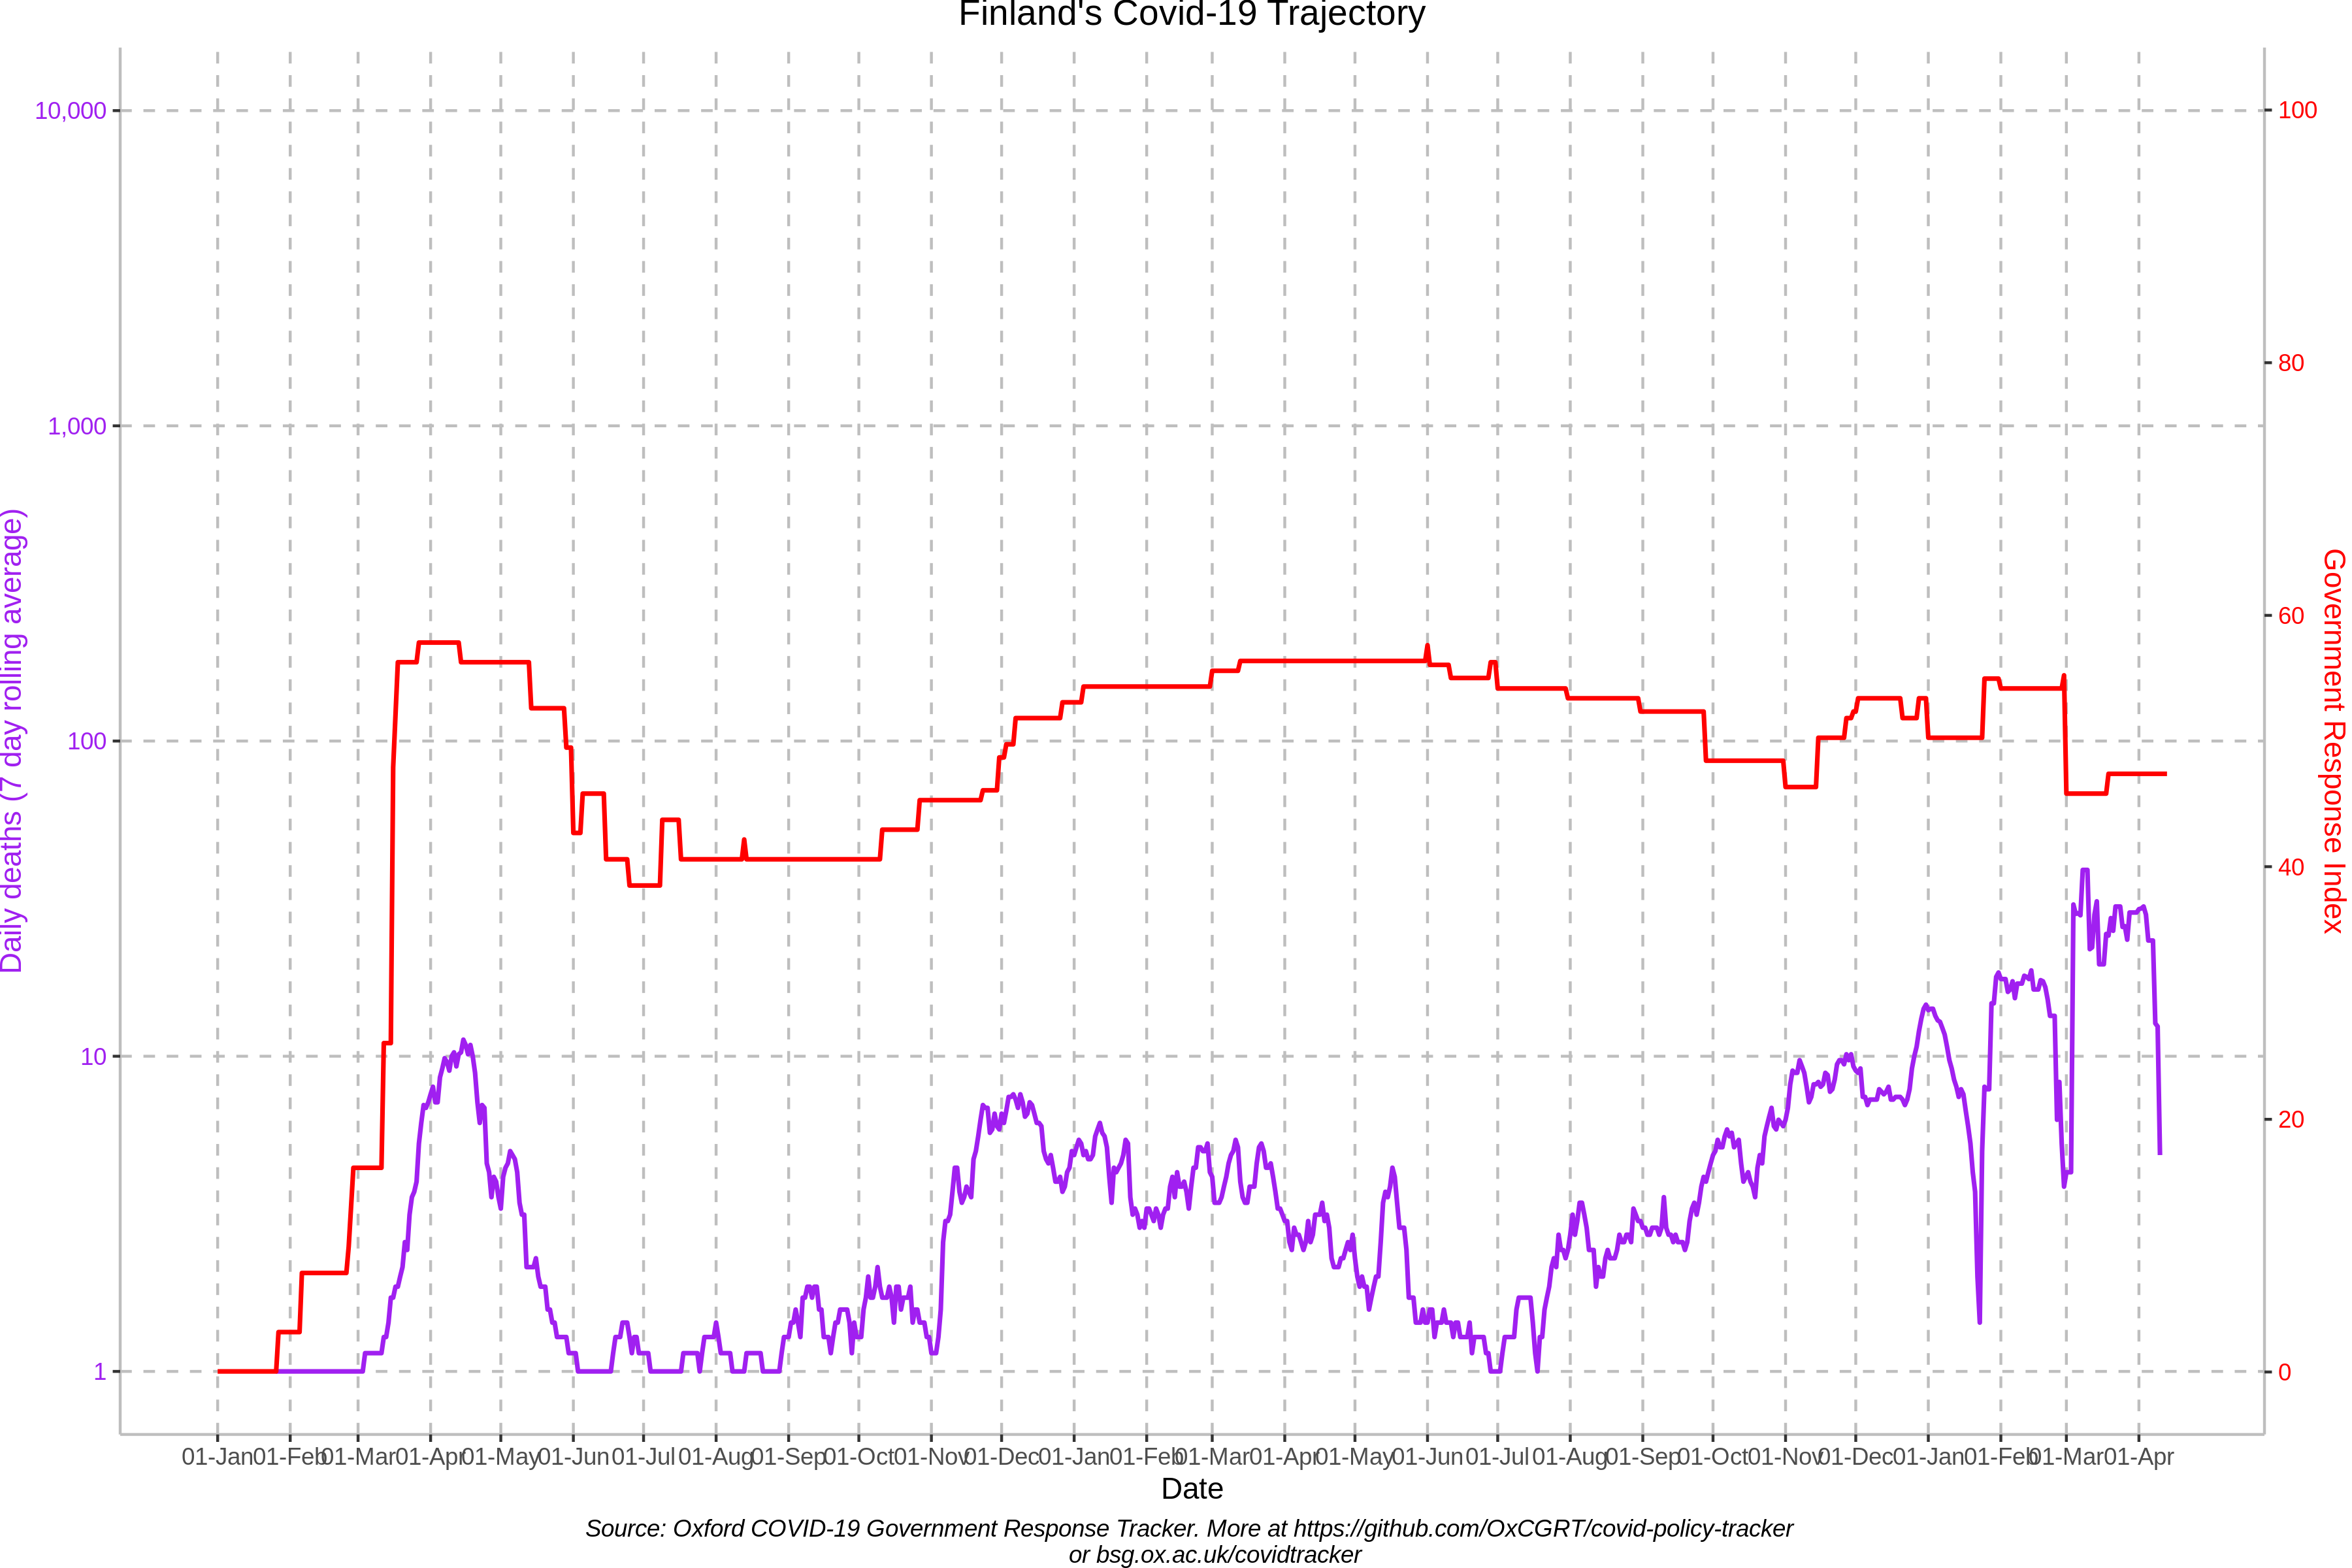 Finland's Covid-19 Trajectory
10,000
1,000
100
10
1
Daily deaths (7 day rolling average)
100
80
60
40
20
0
Government Response Index
01-Jan 01-Feb 01-Mar 01-Apr 01-May 01-Jun 01-Jul 01-Aug 01-Sep 01-Oct 01-Nov 01-Dec 01-Jan 01-Feb 01-Mar 01-Apr 01-May 01-Jun 01-Jul 01-Aug 01-Sep 01-Oct 01-Nov 01-Dec 01-Jan 01-Feb 01-Mar 01-Apr
Date
Source: Oxford COVID-19 Government Response Tracker. More at https://github.com/OxCGRT/covid-policy-tracker
or bsg.ox.ac.uk/covidtracker